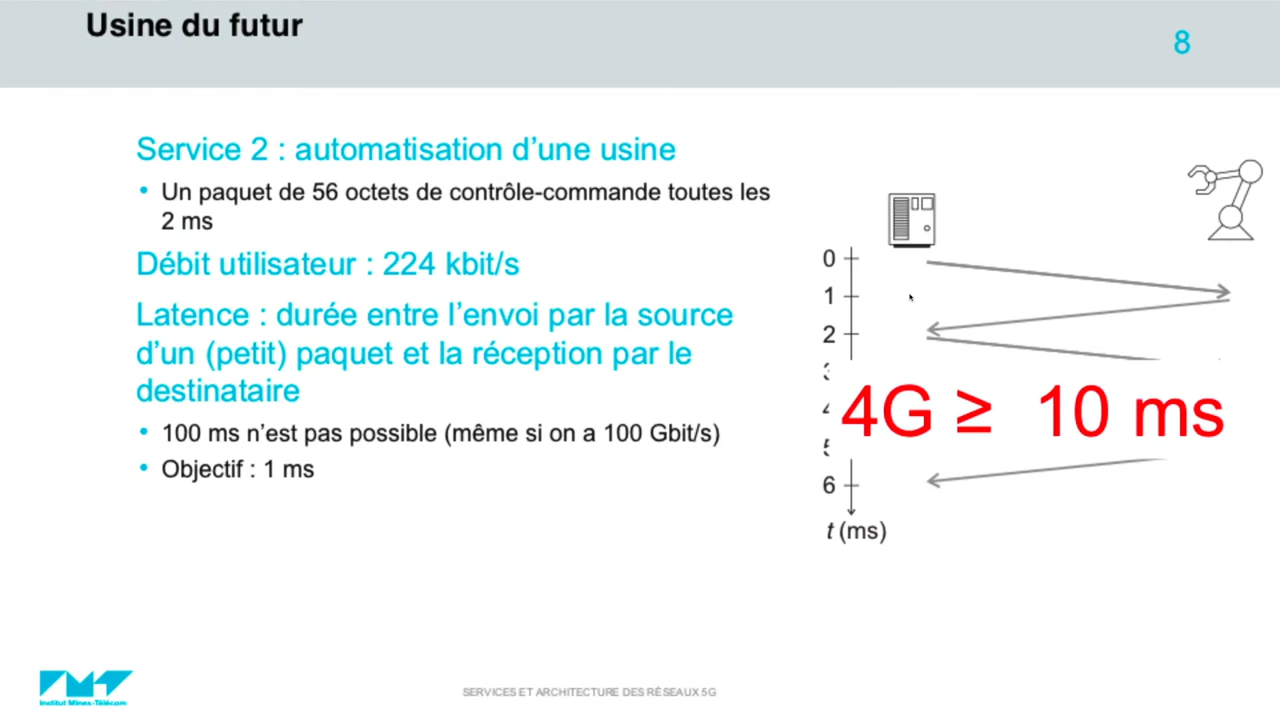 Usine du futur
8
Service 2 : automatisation d'une usine
• Un paquet de 56 octets de contrôle-commande toutes les
2 ms
Débit utilisateur : 224 kbit/s
Latence : durée entre l'envoi par la source
d'un (petit) paquet et la réception par le
destinataire
• 100 ms n'est pas possible (même si on a 100 Gbit/s)
• Objectif : 1 ms
0
1
2
4G ≥ 10 ms
6
t (ms)
Institut Mines-Télécom
SERVICES ET ARCHITECTURE DES RÉSEAUX 5G